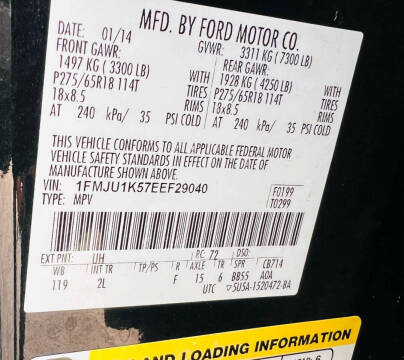 MFD. BY FORD MOTOR CO.
DATE: 01/14 GVWR: 3311 KG (7300 LB)
FRONT GAWR: REAR GAWR:
1497 KG (3300 LB) WITH 1928 KG (4250 LB) WITH
P275/65R18 114T TIRES P275/65R18 114T TIRES
18x8.5 RIMS 18x8.5 RIMS
AT 240 kPa/ 35 PSI COLD AT 240 kPa/ 35 PSI COLD
THIS VEHICLE CONFORMS TO ALL APPLICABLE FEDERAL MOTOR
VEHICLE SAFETY STANDARDS IN EFFECT ON THE DATE OF
MANUFACTURE SHOWN ABOVE.
VIN: 1FMJU1K57EEF29040 F0199
TYPE: MPV T0299
EXT PNT: UH RC: 72 DSO:
WB INT TR TP/PS R AXLE TR SPR CB714
119 2L F 15 6 BB55 AOA
UTC ▽5U5A-1520472-BA
AND LOADING INFORMATION